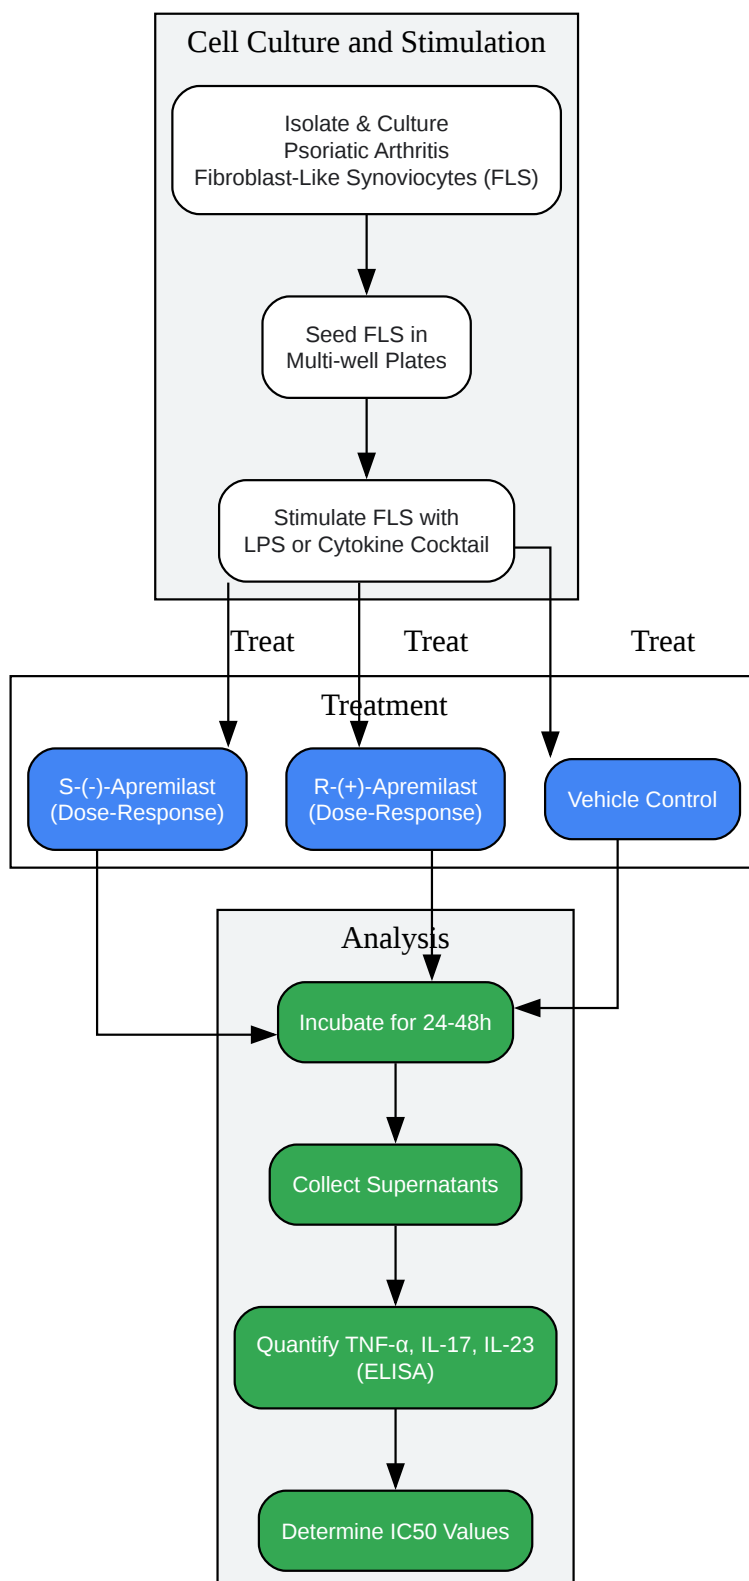 Cell Culture and Stimulation
Isolate & Culture
Psoriatic Arthritis
Fibroblast-Like Synoviocytes (FLS)
Seed FLS in
Multi-well Plates
Stimulate FLS with
LPS or Cytokine Cocktail
Treat
Treat
Treat
Treatment
S-(-)-Apremilast
(Dose-Response)
R-(+)-Apremilast
(Dose-Response)
Vehicle Control
Analysis
Incubate for 24-48h
Collect Supernatants
Quantify TNF-α, IL-17, IL-23
(ELISA)
Determine IC50 Values